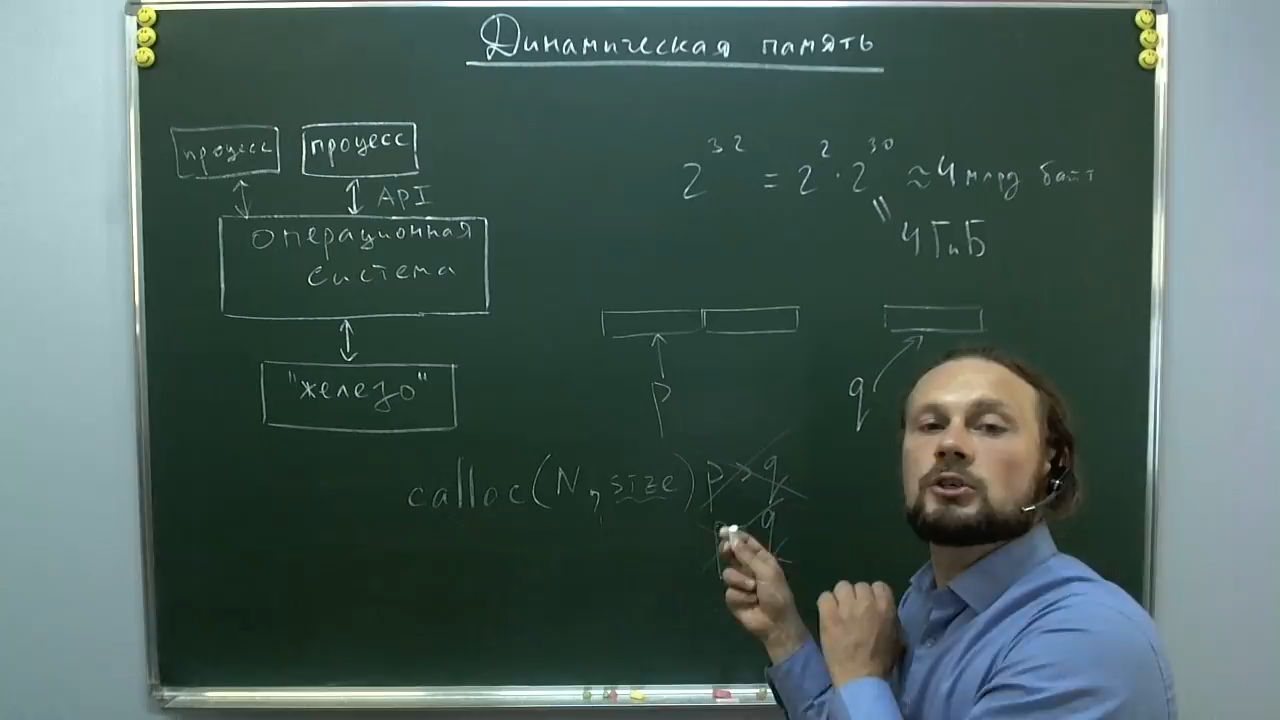 Динамическая память
процесс
процесс
API
операционная
система
"железо"
2³² = 2² · 2³⁰ ≈ 4 млрд байт
4 ГиБ
p
q
calloc(N, size) p > q
q